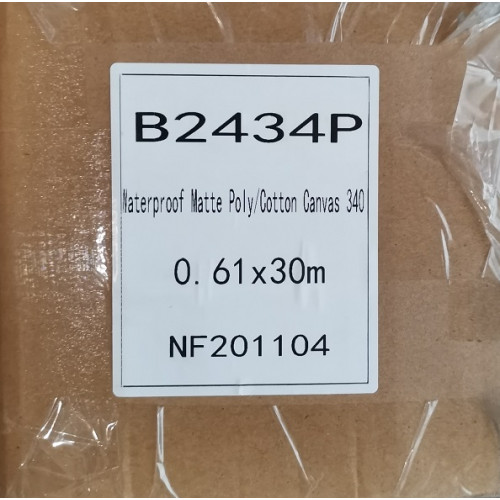 B2434P
Waterproof Matte Poly/Cotton Canvas 340
0.61x30m
NF201104